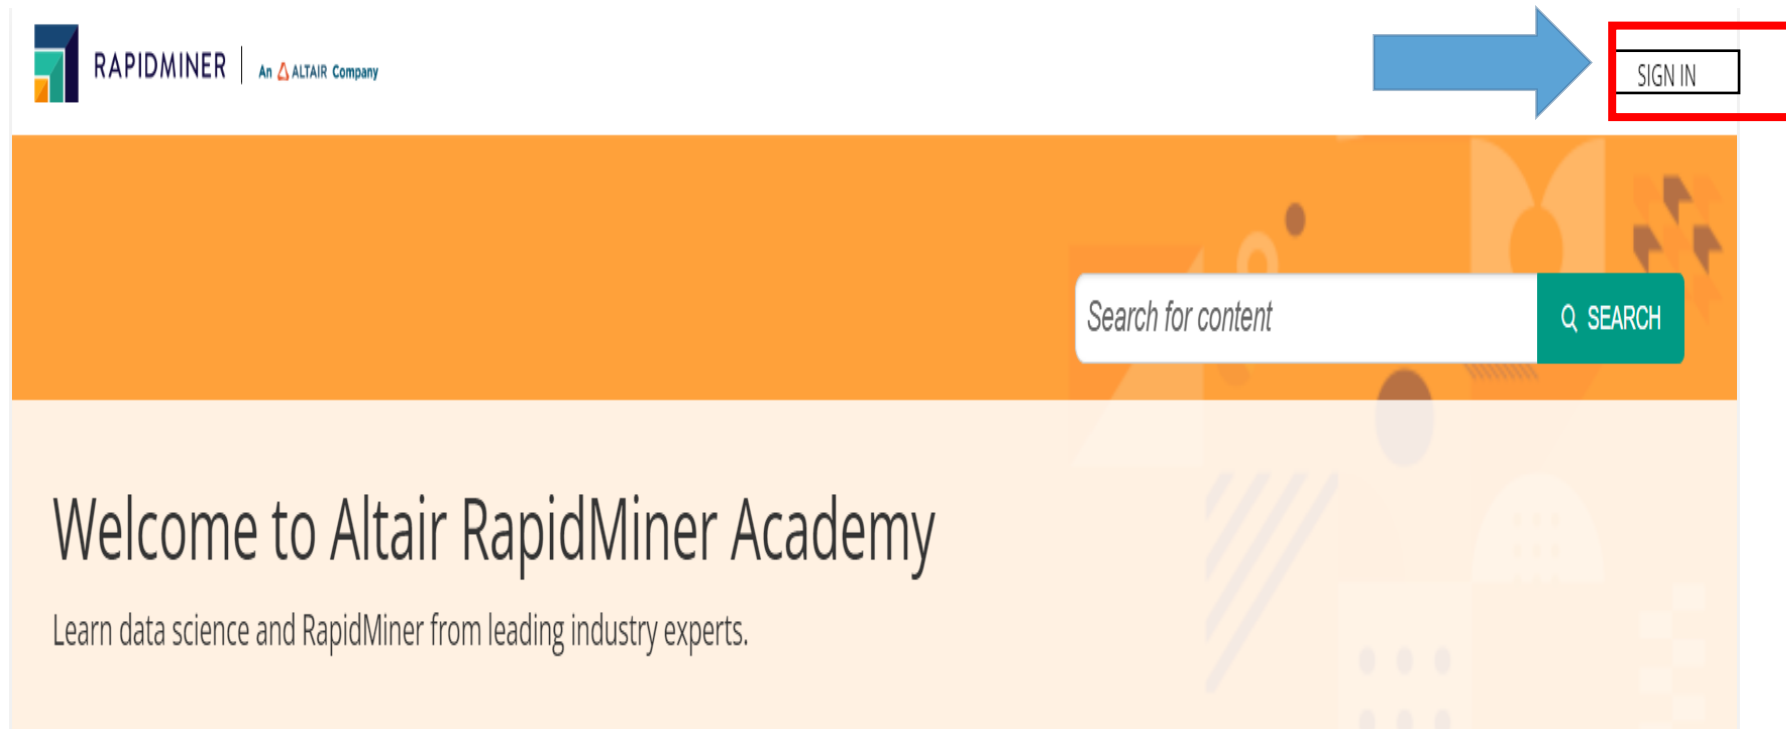 RAPIDMINER An ALTAIR Company
SIGN IN
Search for content
SEARCH
Welcome to Altair RapidMiner Academy
Learn data science and RapidMiner from leading industry experts.